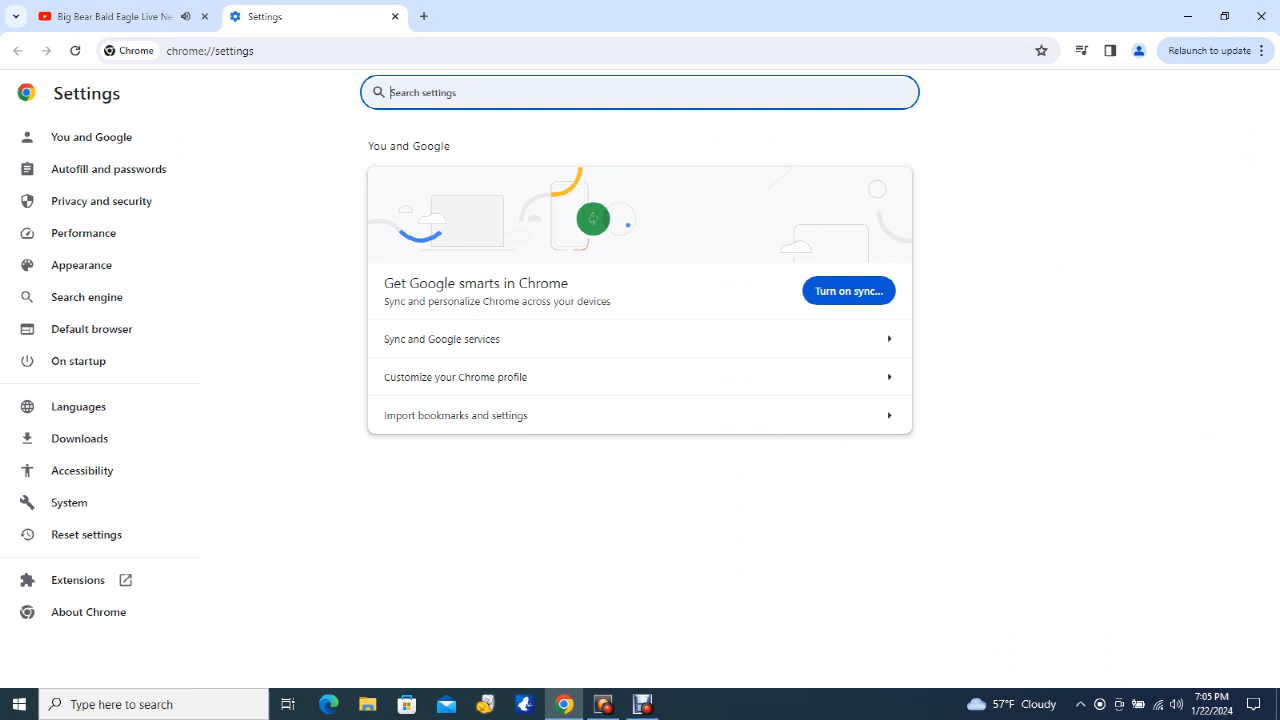 Big Bear Bald Eagle Live Ne
Settings
Chrome
chrome://settings
Relaunch to update
Settings
Search settings
You and Google
Autofill and passwords
Privacy and security
Performance
Appearance
Search engine
Default browser
On startup
Languages
Downloads
Accessibility
System
Reset settings
Extensions
About Chrome
You and Google
Get Google smarts in Chrome
Sync and personalize Chrome across your devices
Turn on sync...
Sync and Google services
Customize your Chrome profile
Import bookmarks and settings
Type here to search
57°F Cloudy
7:05 PM
1/22/2024